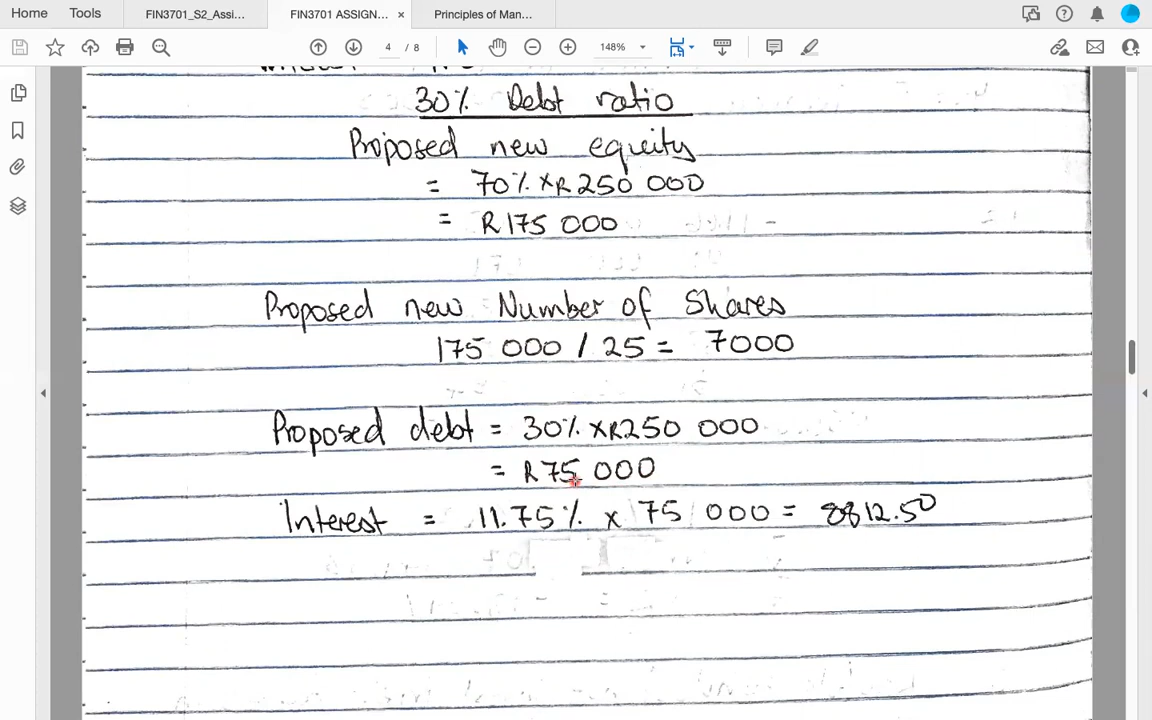 Home Tools FIN3701_S2_Assi... FIN3701 ASSIGN... × Principles of Man...
4 / 8 148%
30% Debt ratio
Proposed new equity
= 70% × R250 000
= R175 000
Proposed new Number of Shares
175 000 / 25 = 7000
Proposed debt = 30% × R250 000
= R75 000
Interest = 11.75% × 75 000 = 8812.50